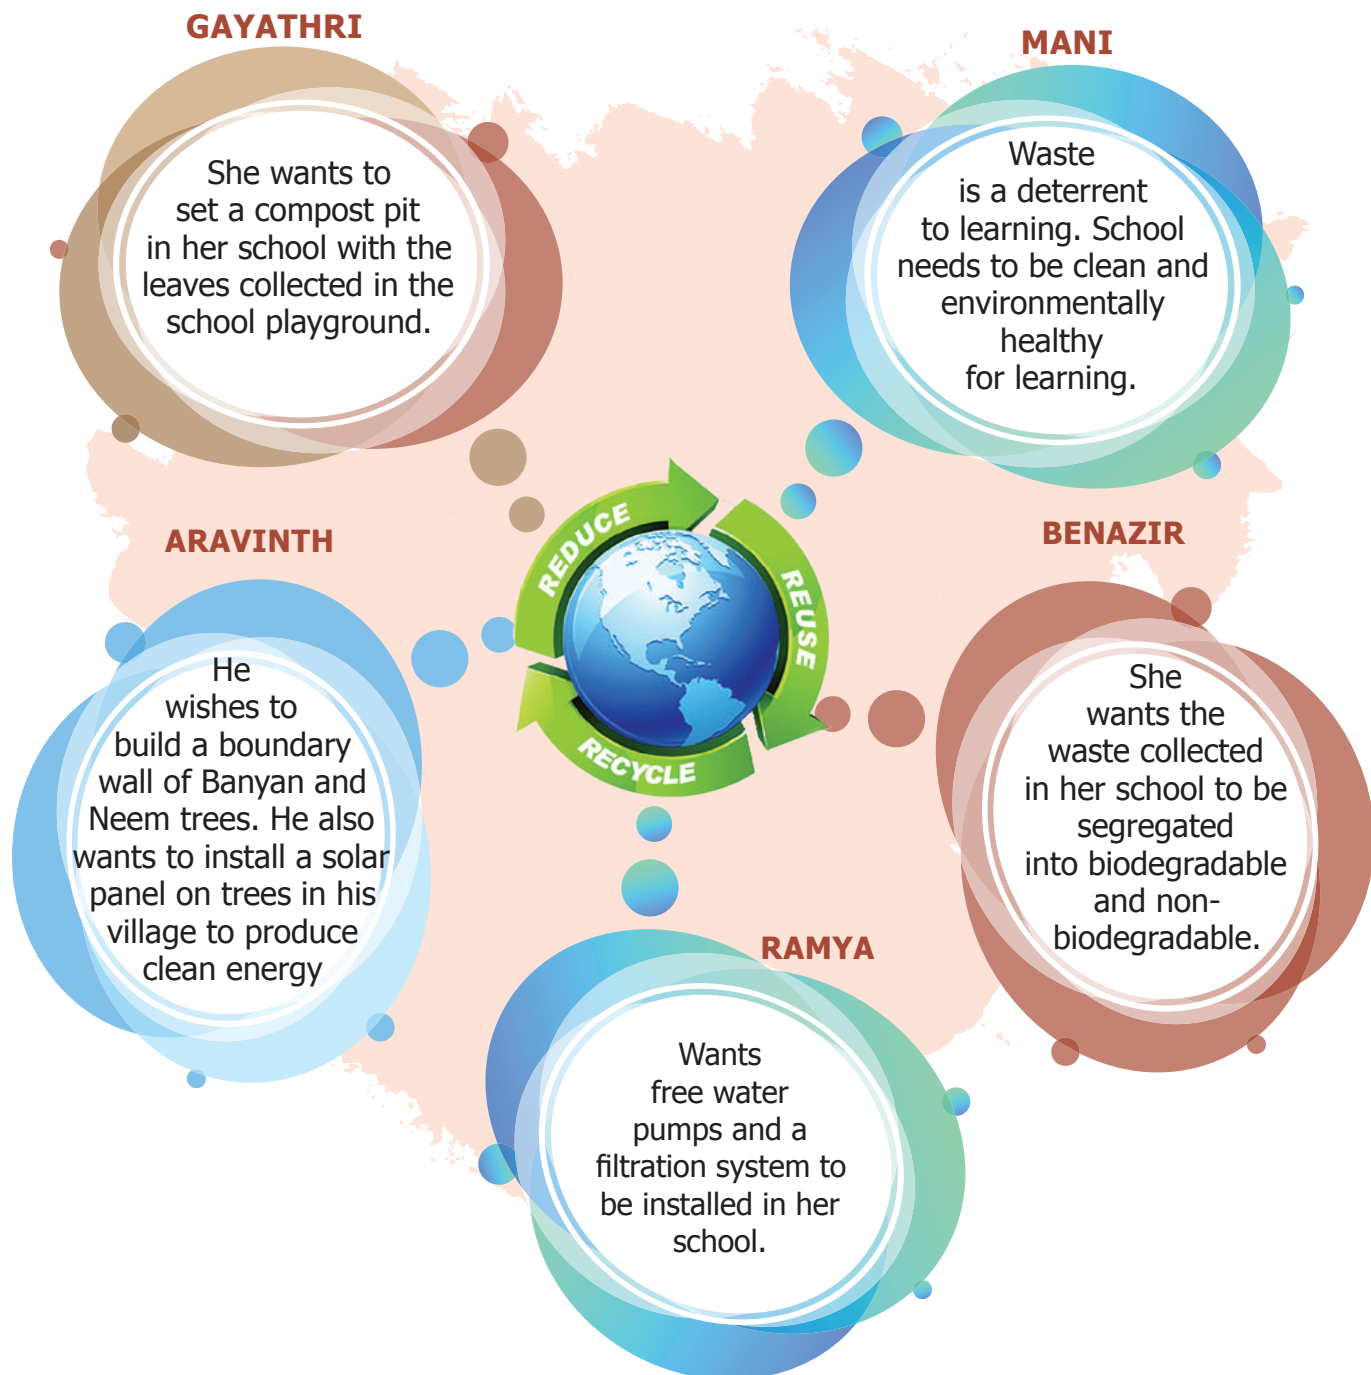 GAYATHRI
She wants to
set a compost pit
in her school with the
leaves collected in the
school playground.
MANI
Waste
is a deterrent
to learning. School
needs to be clean and
environmentally
healthy
for learning.
REDUCE
REUSE
RECYCLE
ARAVINTH
He
wishes to
build a boundary
wall of Banyan and
Neem trees. He also
wants to install a solar
panel on trees in his
village to produce
clean energy
BENAZIR
She
wants the
waste collected
in her school to be
segregated
into biodegradable
and non-
biodegradable.
RAMYA
Wants
free water
pumps and a
filtration system to
be installed in her
school.